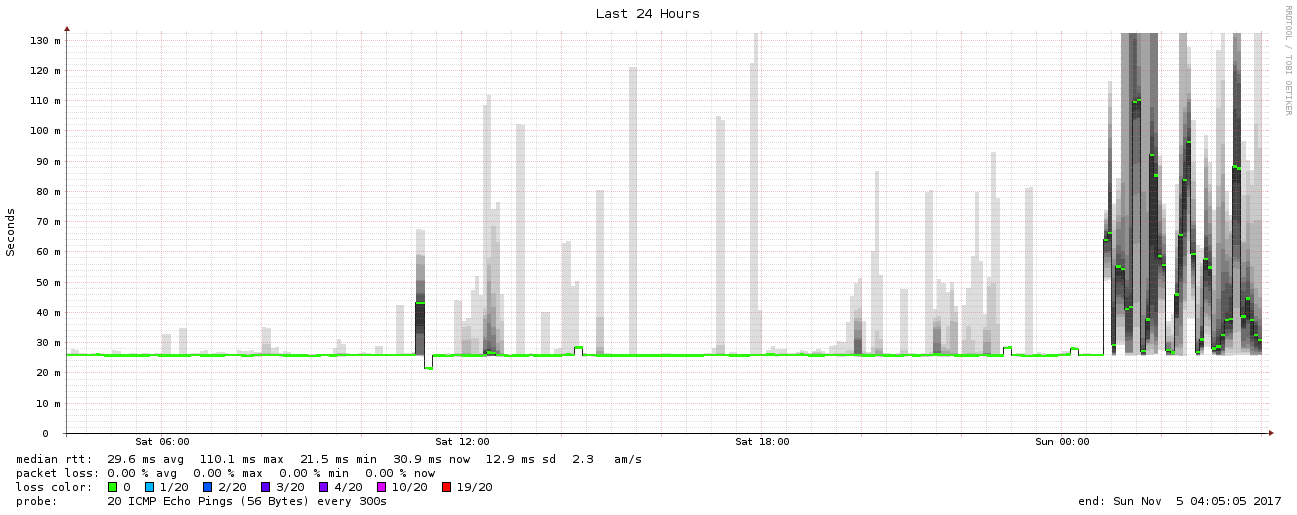 Last 24 Hours
RRDTOOL / TOBI OETIKER
Seconds
130 m
120 m
110 m
100 m
90 m
80 m
70 m
60 m
50 m
40 m
30 m
20 m
10 m
0
Sat 06:00 Sat 12:00 Sat 18:00 Sun 00:00
median rtt: 29.6 ms avg 110.1 ms max 21.5 ms min 30.9 ms now 12.9 ms sd 2.3 am/s
packet loss: 0.00 % avg 0.00 % max 0.00 % min 0.00 % now
loss color: 0 1/20 2/20 3/20 4/20 10/20 19/20
probe: 20 ICMP Echo Pings (56 Bytes) every 300s end: Sun Nov 5 04:05:05 2017